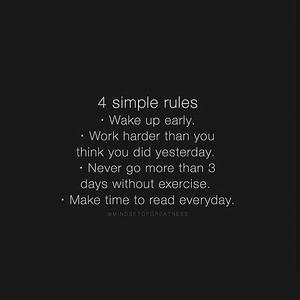 4 simple rules
• Wake up early.
• Work harder than you
think you did yesterday.
• Never go more than 3
days without exercise.
• Make time to read everyday.
@MINDSETOFGREATNESS